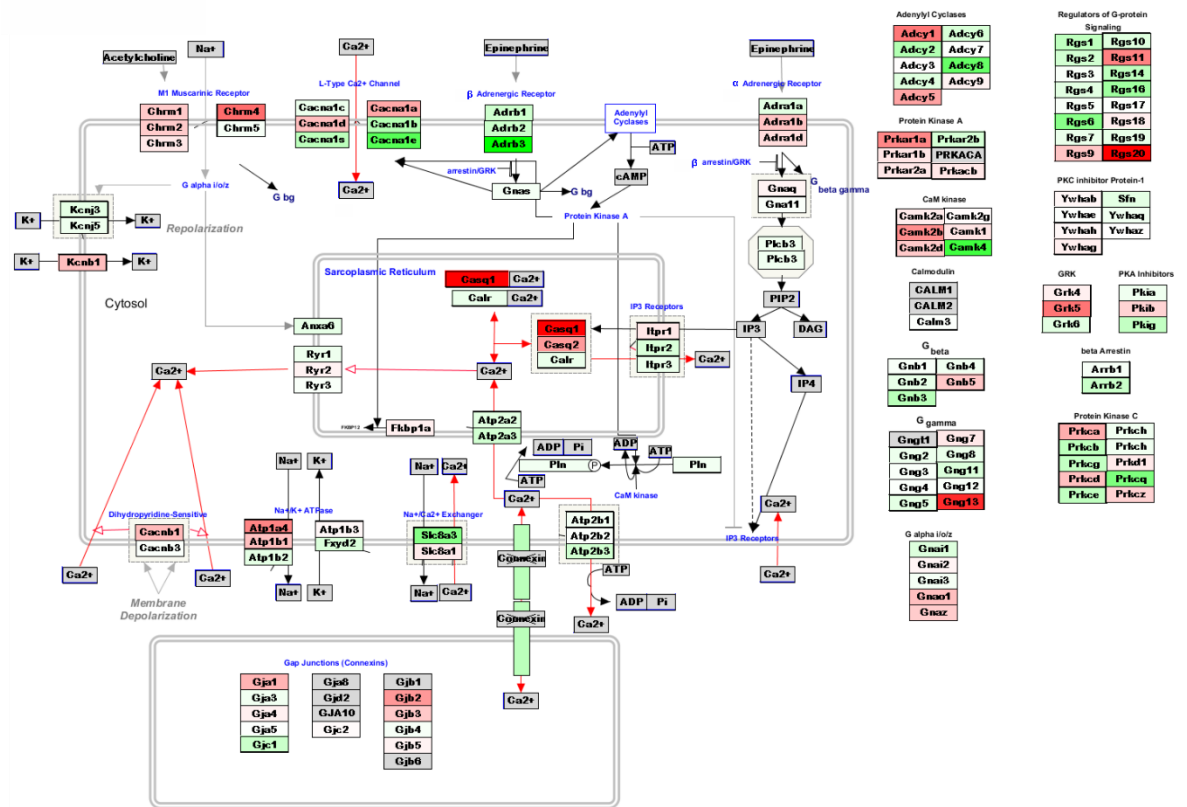 Acetylcholine
Na+
Ca2+
Epinephrine
Epinephrine
M1 Muscarinic Receptor
L-Type Ca2+ Channel
β Adrenergic Receptor
α Adrenergic Receptor
Chrm1
Chrm2
Chrm3
Chrm4
Chrm5
Cacna1c
Cacna1d
Cacna1s
Cacna1a
Cacna1b
Cacna1e
Adrb1
Adrb2
Adrb3
Adenylyl
Cyclases
Adra1a
Adra1b
Adra1d
ATP
cAMP
G alpha i/o/z
G bg
Ca2+
arrestin/GRK
Gnas
G bg
β
arrestin/GRK
G
beta gamma
Gnaq
Gna11
Protein Kinase A
K+
Kcnj3
Kcnj5
K+
Repolarization
K+
Kcnb1
K+
Plcb3
Plcb3
Cytosol
Sarcoplasmic Reticulum
Casq1
Ca2+
Calr
Ca2+
PIP2
IP3
DAG
IP4
IP3 Receptors
Anxa6
Casq1
Casq2
Calr
Itpr1
Itpr2
Itpr3
Ca2+
Ryr1
Ryr2
Ryr3
Ca2+
Ca2+
FKBP12
Fkbp1a
Atp2a2
Atp2a3
ADP
Pi
ATP
Pln
P
ADP
ATP
Pln
CaM kinase
Na+
K+
Na+
Ca2+
Ca2+
Ca2+
Dihydropyridine-Sensitive
Na+/K+ ATPase
Na+/Ca2+ Exchanger
IP3 Receptors
Cacnb1
Cacnb3
Atp1a4
Atp1b1
Atp1b2
Atp1b3
Fxyd2
Slc8a3
Slc8a1
Connexin
Atp2b1
Atp2b2
Atp2b3
Ca2+
Ca2+
Na+
K+
Na+
Ca2+
ATP
Ca2+
Membrane
Depolarization
ADP
Pi
Connexin
Ca2+
Gap Junctions (Connexins)
Gja1
Gja3
Gja4
Gja5
Gjc1
Gja8
Gjd2
GJA10
Gjc2
Gjb1
Gjb2
Gjb3
Gjb4
Gjb5
Gjb6
Ca2+
Adenylyl Cyclases
Adcy1 Adcy6
Adcy2 Adcy7
Adcy3 Adcy8
Adcy4 Adcy9
Adcy5
Protein Kinase A
Prkar1a Prkar2b
Prkar1b PRKACA
Prkar2a Prkacb
CaM kinase
Camk2a Camk2g
Camk2b Camk1
Camk2d Camk4
Calmodulin
CALM1
CALM2
Calm3
G
beta
Gnb1 Gnb4
Gnb2 Gnb5
Gnb3
G
gamma
Gngt1 Gng7
Gng2 Gng8
Gng3 Gng11
Gng4 Gng12
Gng5 Gng13
G alpha i/o/z
Gnai1
Gnai2
Gnai3
Gnao1
Gnaz
Regulators of G-protein
Signaling
Rgs1 Rgs10
Rgs2 Rgs11
Rgs3 Rgs14
Rgs4 Rgs16
Rgs5 Rgs17
Rgs6 Rgs18
Rgs7 Rgs19
Rgs9 Rgs20
PKC inhibitor Protein-1
Ywhab Sfn
Ywhae Ywhaq
Ywhah Ywhaz
Ywhag
GRK
Grk4
Grk5
Grk6
PKA Inhibitors
Pkia
Pkib
Pkig
beta Arrestin
Arrb1
Arrb2
Protein Kinase C
Prkca Prkch
Prkcb Prkch
Prkcg Prkd1
Prkcd Prkcq
Prkce Prkcz